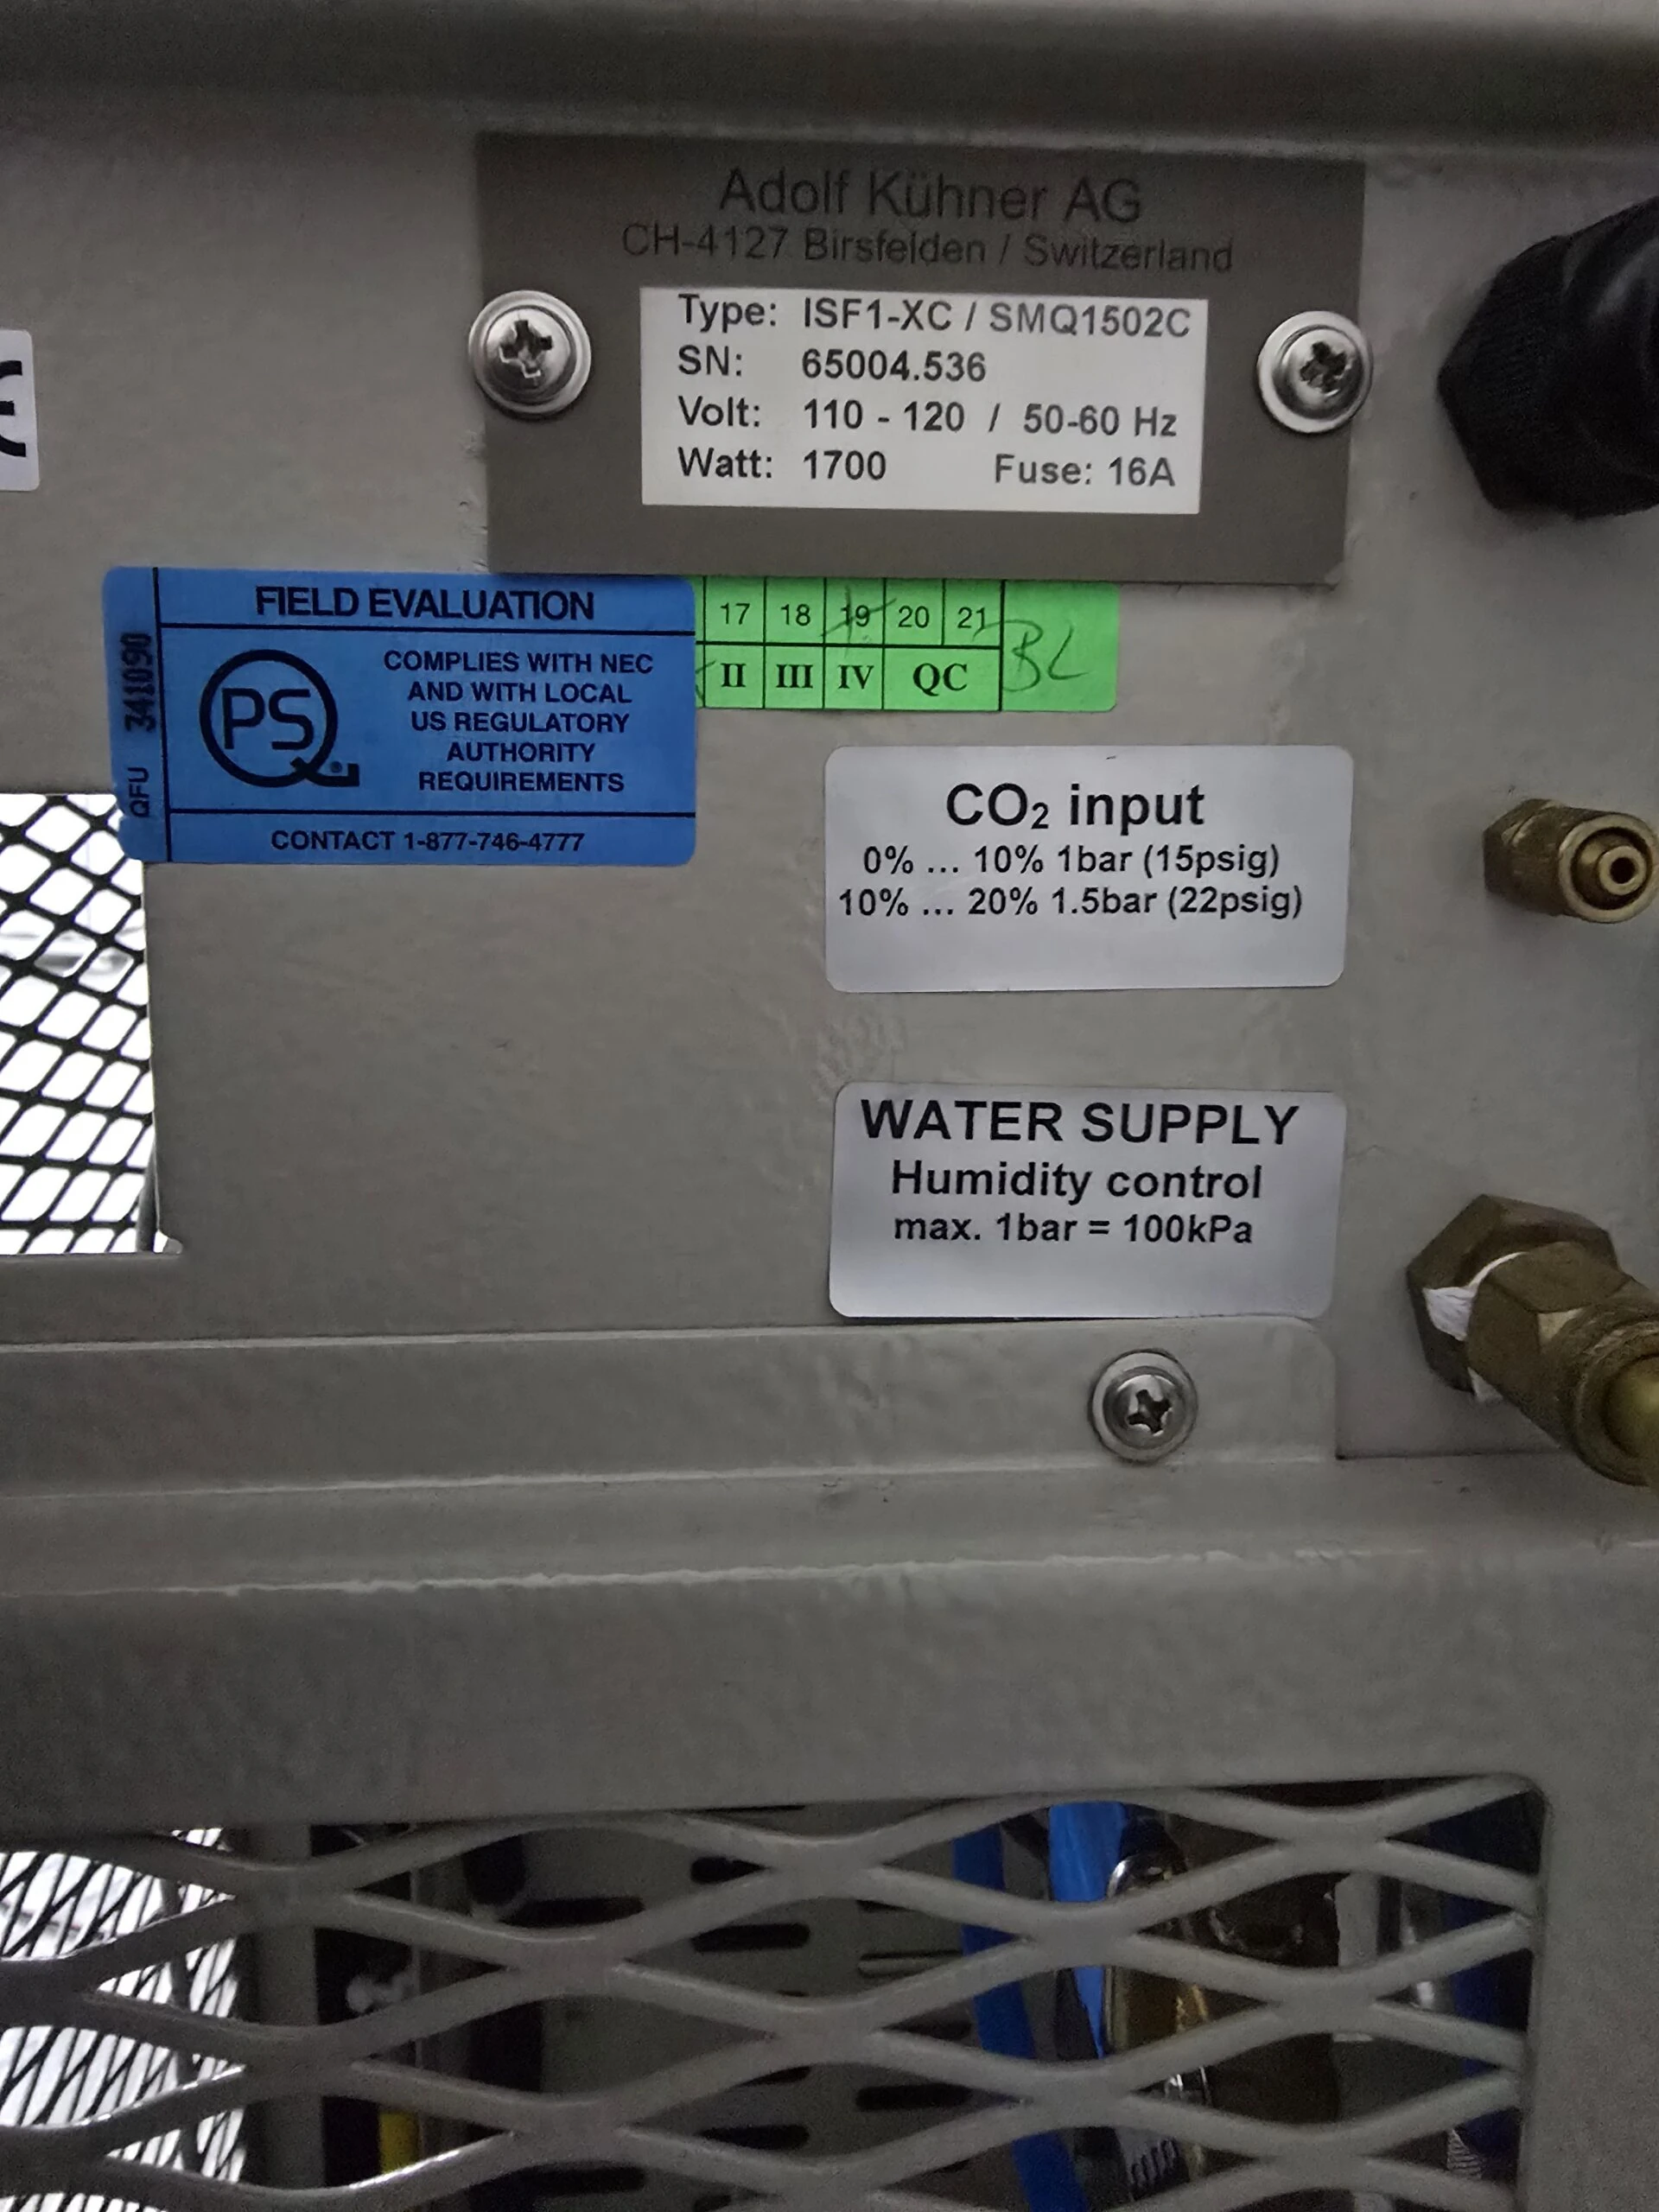 Adolf Kühner AG
CH-4127 Birsfelden / Switzerland
Type: ISF1-XC / SMQ1502C
SN: 65004.536
Volt: 110 - 120 / 50-60 Hz
Watt: 1700 Fuse: 16A
FIELD EVALUATION
QFU 341090
PS
COMPLIES WITH NEC
AND WITH LOCAL
US REGULATORY
AUTHORITY
REQUIREMENTS
CONTACT 1-877-746-4777
17 18 19 20 21
II III IV QC
BL
CO₂ input
0% ... 10% 1bar (15psig)
10% ... 20% 1.5bar (22psig)
WATER SUPPLY
Humidity control
max. 1bar = 100kPa